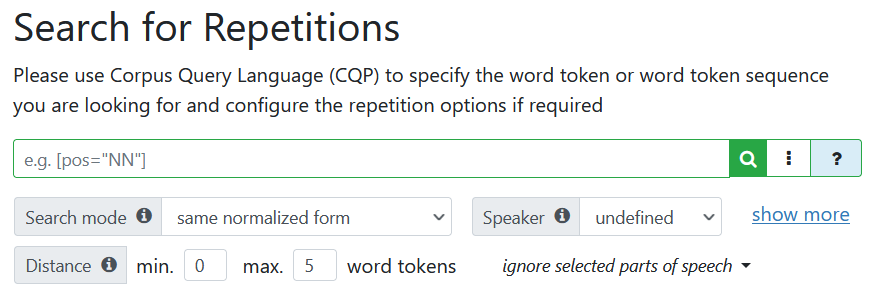 Search for Repetitions
Please use Corpus Query Language (CQP) to specify the word token or word token sequence
you are looking for and configure the repetition options if required
e.g. [pos="NN"] ?
Search mode same normalized form Speaker undefined show more
Distance min. 0 max. 5 word tokens ignore selected parts of speech